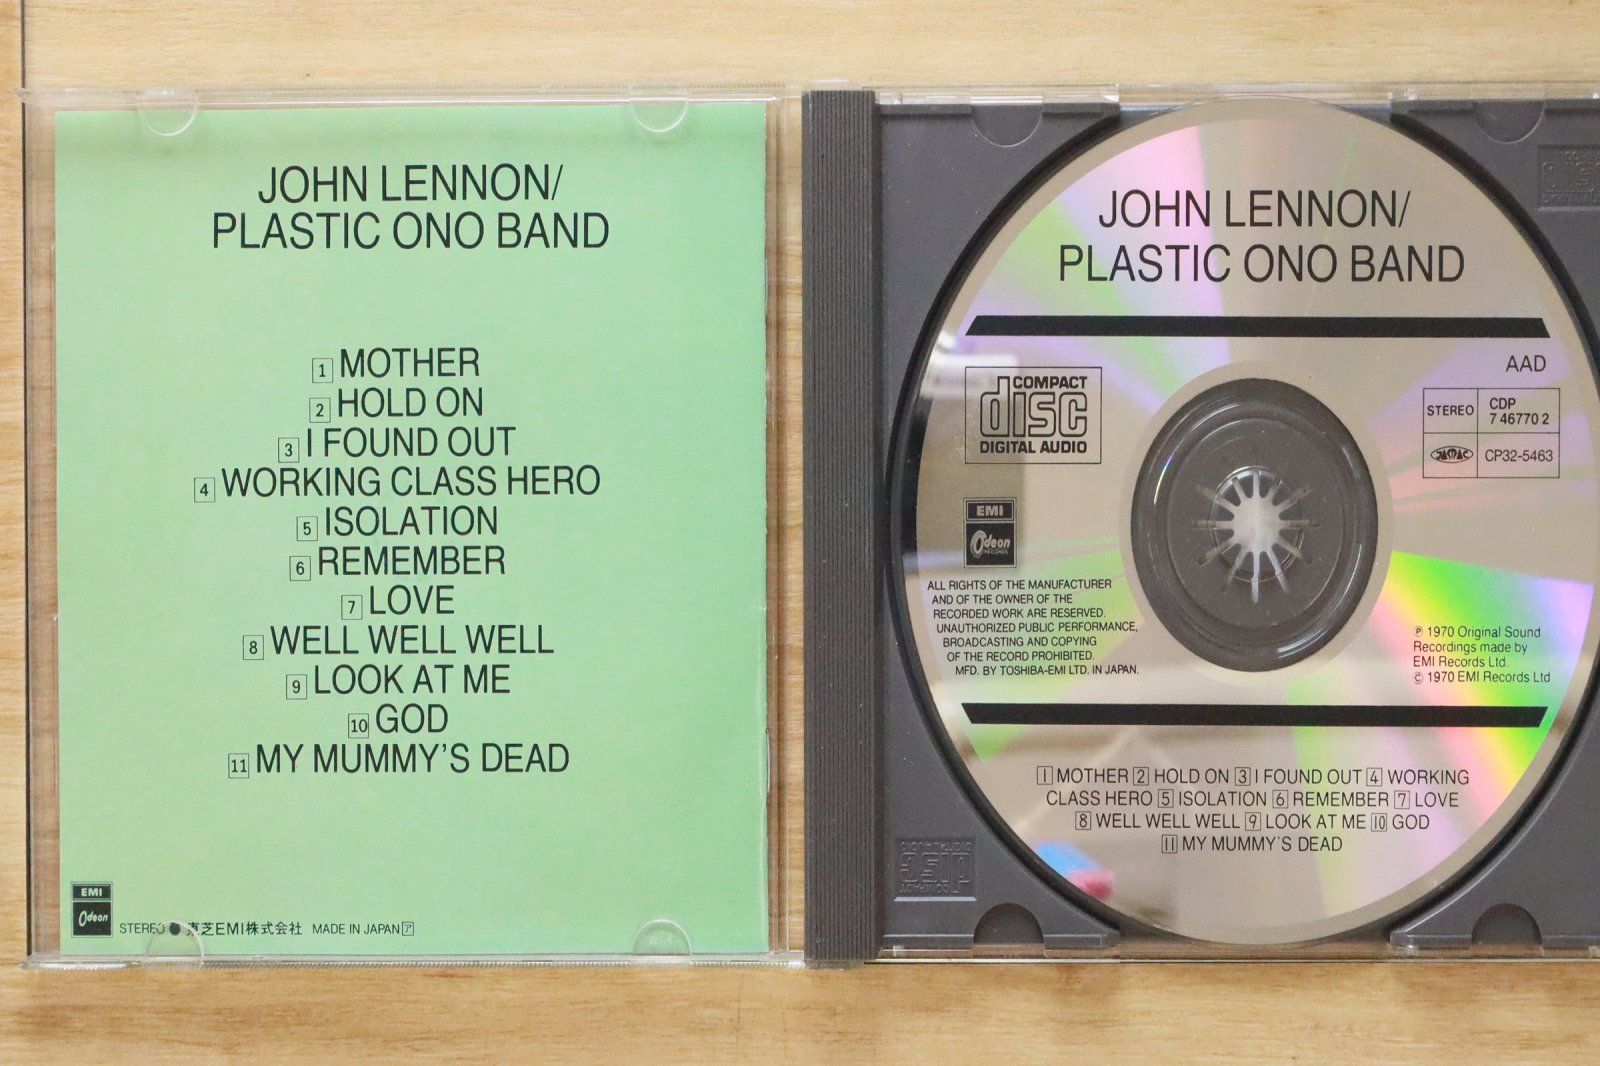 JOHN LENNON/
PLASTIC ONO BAND
1 MOTHER
2 HOLD ON
3 I FOUND OUT
4 WORKING CLASS HERO
5 ISOLATION
6 REMEMBER
7 LOVE
8 WELL WELL WELL
9 LOOK AT ME
10 GOD
11 MY MUMMY'S DEAD
EMI
Odeon
STEREO ● 東芝EMI株式会社 MADE IN JAPAN ア
JOHN LENNON/
PLASTIC ONO BAND
AAD
COMPACT
disc
DIGITAL AUDIO
STEREO CDP
7 46770 2
JASRAC CP32-5463
EMI
Odeon
RECORDS
ALL RIGHTS OF THE MANUFACTURER
AND OF THE OWNER OF THE
RECORDED WORK ARE RESERVED.
UNAUTHORIZED PUBLIC PERFORMANCE,
BROADCASTING AND COPYING
OF THE RECORD PROHIBITED.
MFD. BY TOSHIBA-EMI LTD. IN JAPAN.
Ⓟ 1970 Original Sound
Recordings made by
EMI Records Ltd.
© 1970 EMI Records Ltd
1 MOTHER 2 HOLD ON 3 I FOUND OUT 4 WORKING
CLASS HERO 5 ISOLATION 6 REMEMBER 7 LOVE
8 WELL WELL WELL 9 LOOK AT ME 10 GOD
11 MY MUMMY'S DEAD
COMPACT
disc
DIGITAL AUDIO